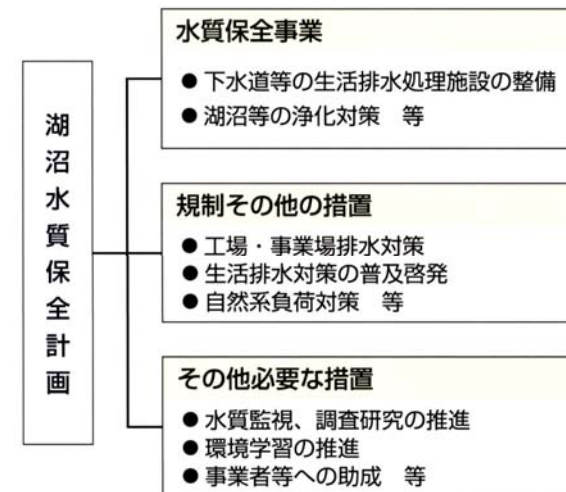 湖沼水質保全計画
水質保全事業
●下水道等の生活排水処理施設の整備
●湖沼等の浄化対策　等
規制その他の措置
●工場・事業場排水対策
●生活排水対策の普及啓発
●自然系負荷対策　等
その他必要な措置
●水質監視、調査研究の推進
●環境学習の推進
●事業者等への助成　等